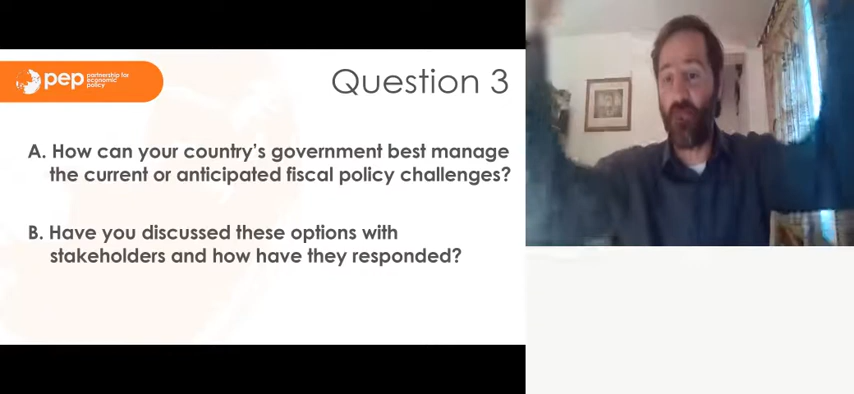 pep partnership for
economic
policy
Question 3
A. How can your country's government best manage
the current or anticipated fiscal policy challenges?
B. Have you discussed these options with
stakeholders and how have they responded?